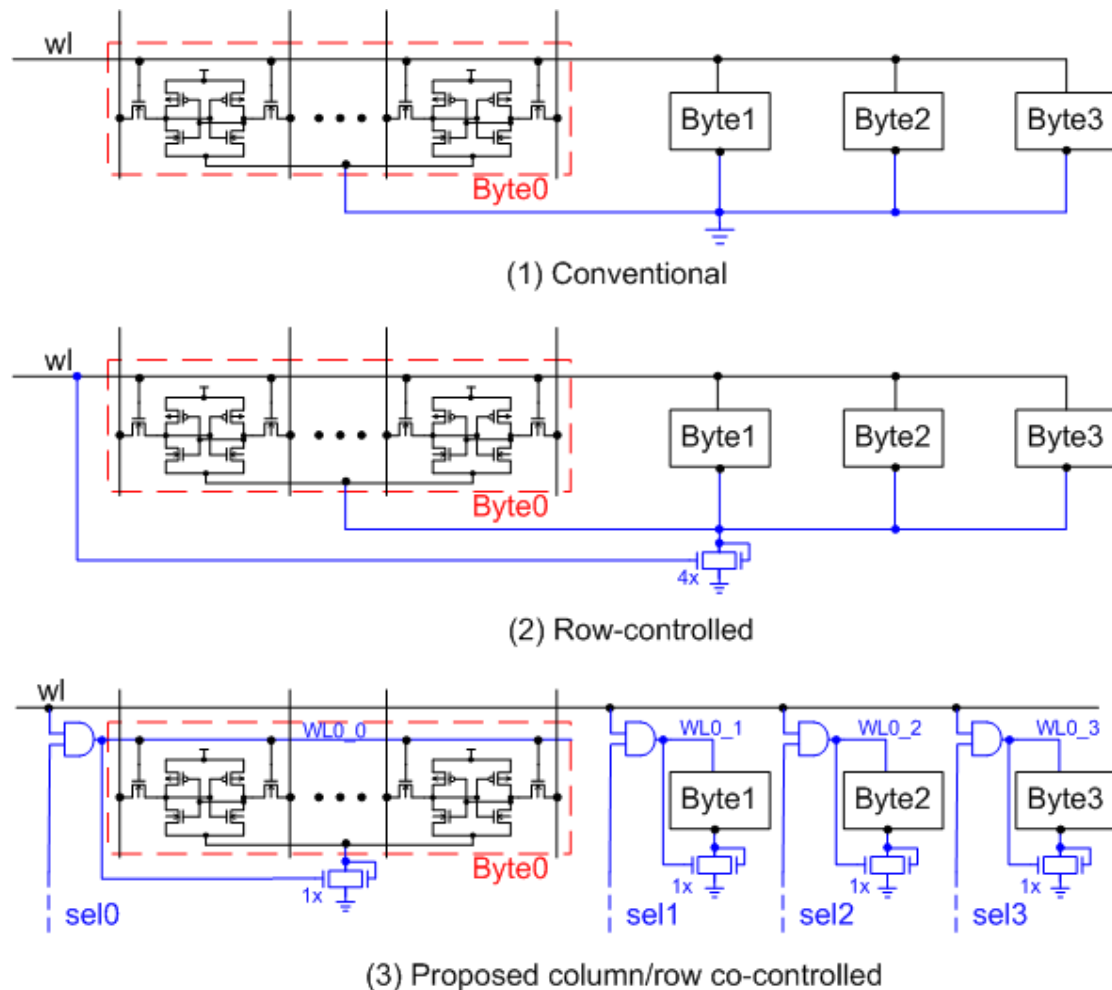 wl
Byte1 Byte2 Byte3
Byte0
(1) Conventional
wl
Byte1 Byte2 Byte3
Byte0
4x
(2) Row-controlled
wl
WL0_0 WL0_1 WL0_2 WL0_3
Byte1 Byte2 Byte3
Byte0
1x 1x 1x 1x
sel0 sel1 sel2 sel3
(3) Proposed column/row co-controlled